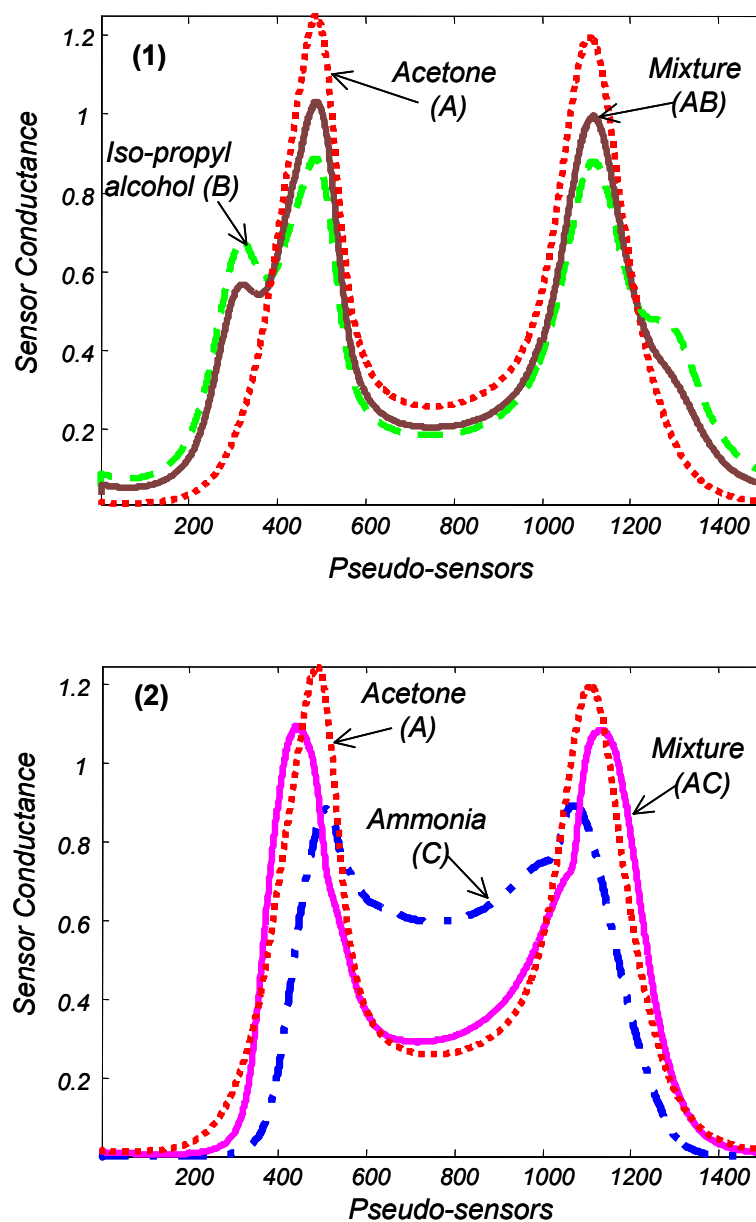 (1)
Acetone
(A)
Mixture
(AB)
Iso-propyl
alcohol (B)
Sensor Conductance
1.2
1
0.8
0.6
0.4
0.2
200 400 600 800 1000 1200 1400
Pseudo-sensors
(2)
Acetone
(A)
Mixture
(AC)
Ammonia
(C)
Sensor Conductance
1.2
1
0.8
0.6
0.4
0.2
200 400 600 800 1000 1200 1400
Pseudo-sensors